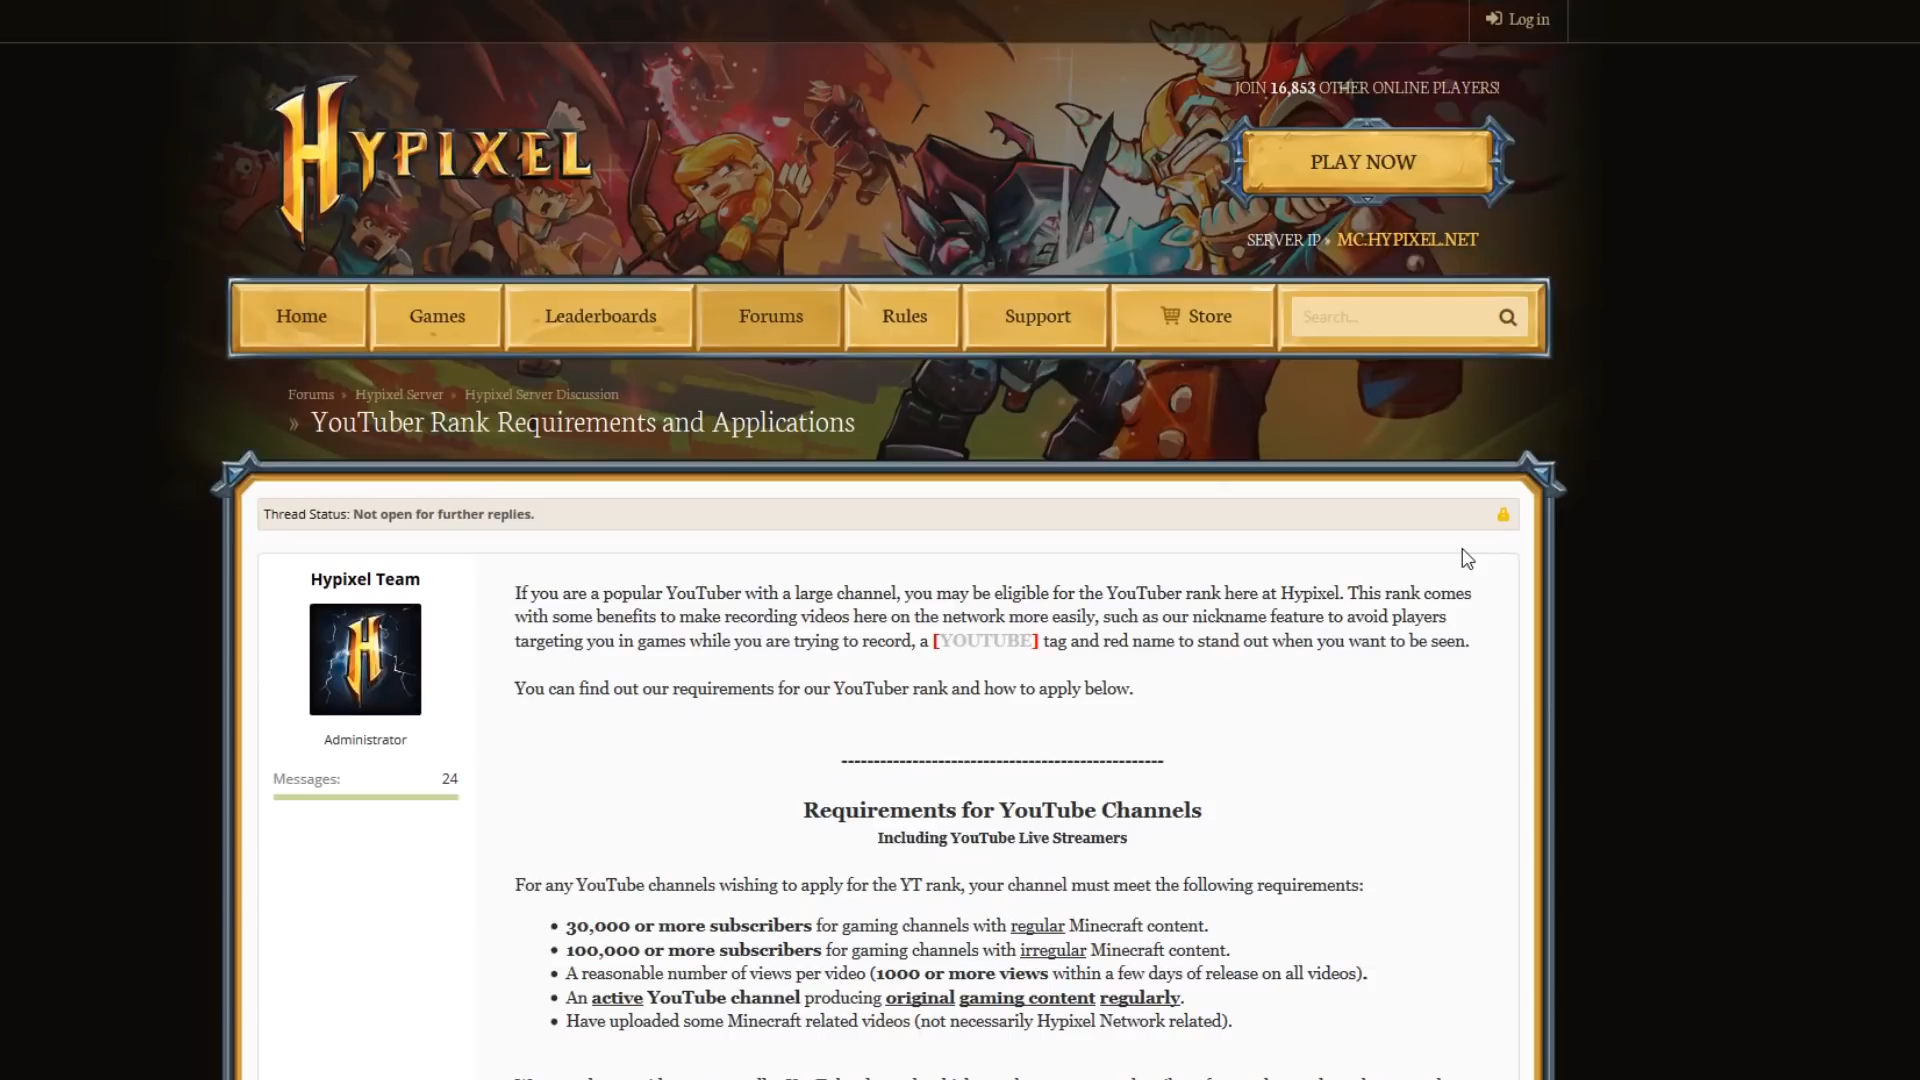 Log in
JOIN 16,853 OTHER ONLINE PLAYERS!
HYPIXEL
PLAY NOW
SERVER IP » MC.HYPIXEL.NET
Home Games Leaderboards Forums Rules Support Store Search...
Forums » Hypixel Server » Hypixel Server Discussion
» YouTuber Rank Requirements and Applications
Thread Status: Not open for further replies.
Hypixel Team
H
Administrator
Messages: 24
If you are a popular YouTuber with a large channel, you may be eligible for the YouTuber rank here at Hypixel. This rank comes
with some benefits to make recording videos here on the network more easily, such as our nickname feature to avoid players
targeting you in games while you are trying to record, a [YOUTUBE] tag and red name to stand out when you want to be seen.
You can find out our requirements for our YouTuber rank and how to apply below.
--------------------------------------------------
Requirements for YouTube Channels
Including YouTube Live Streamers
For any YouTube channels wishing to apply for the YT rank, your channel must meet the following requirements:
• 30,000 or more subscribers for gaming channels with regular Minecraft content.
• 100,000 or more subscribers for gaming channels with irregular Minecraft content.
• A reasonable number of views per video (1000 or more views within a few days of release on all videos).
• An active YouTube channel producing original gaming content regularly.
• Have uploaded some Minecraft related videos (not necessarily Hypixel Network related).